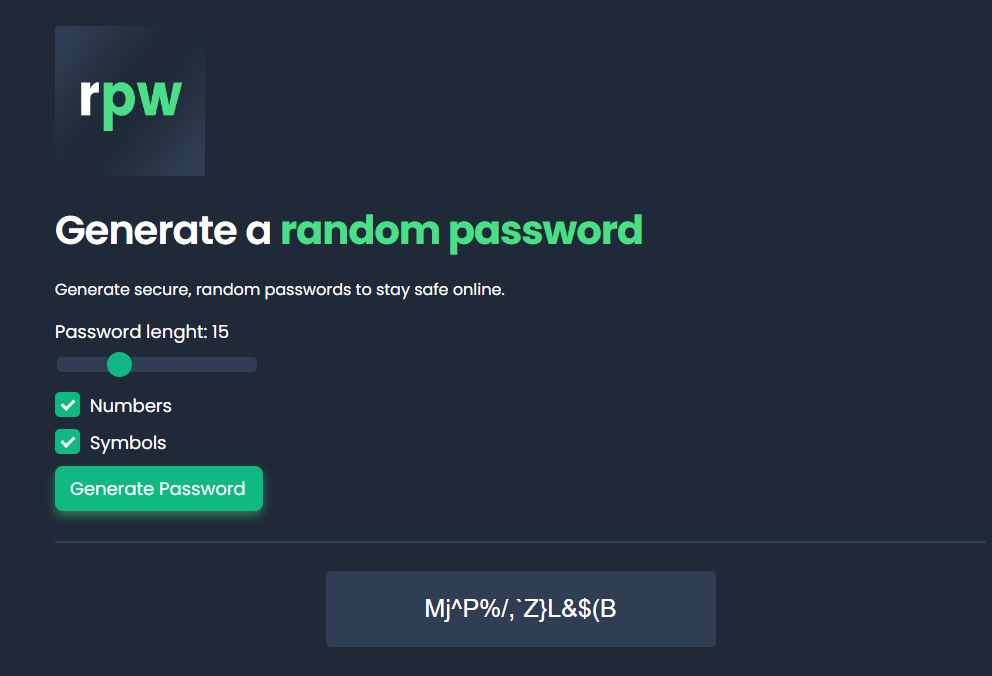 rpw
Generate a random password
Generate secure, random passwords to stay safe online.
Password lenght: 15
Numbers
Symbols
Generate Password
Mj^P%/,`Z}L&$(B